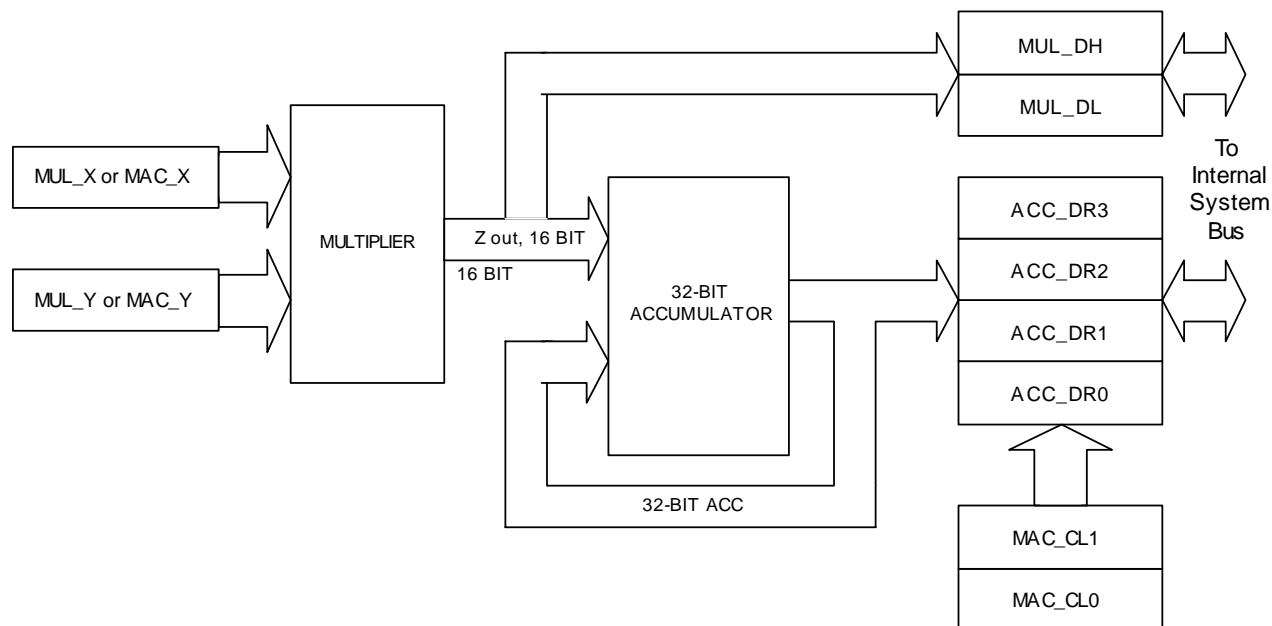 MUL_X or MAC_X
MUL_Y or MAC_Y
MULTIPLIER
Z out, 16 BIT
16 BIT
32-BIT
ACCUMULATOR
32-BIT ACC
MUL_DH
MUL_DL
To
Internal
System
Bus
ACC_DR3
ACC_DR2
ACC_DR1
ACC_DR0
MAC_CL1
MAC_CL0